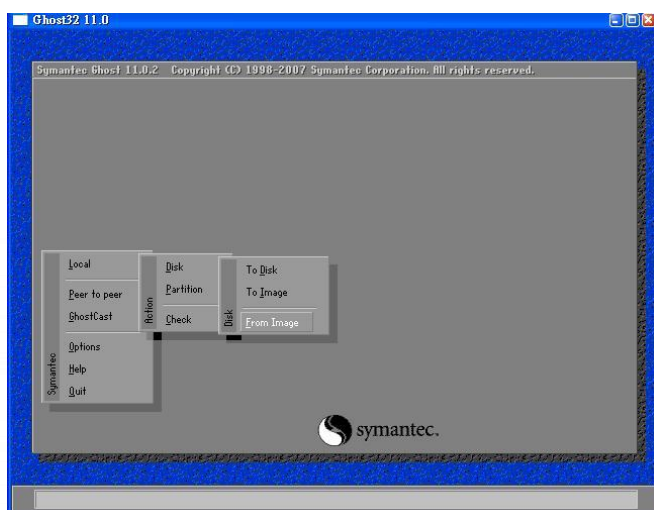 Ghost32 11.0
Symantec Ghost 11.0.2 Copyright (C) 1998-2007 Symantec Corporation. All rights reserved.
Symantec
Local
Peer to peer
GhostCast
Options
Help
Quit
Action
Disk
Partition
Check
Disk
To Disk
To Image
From Image
symantec.